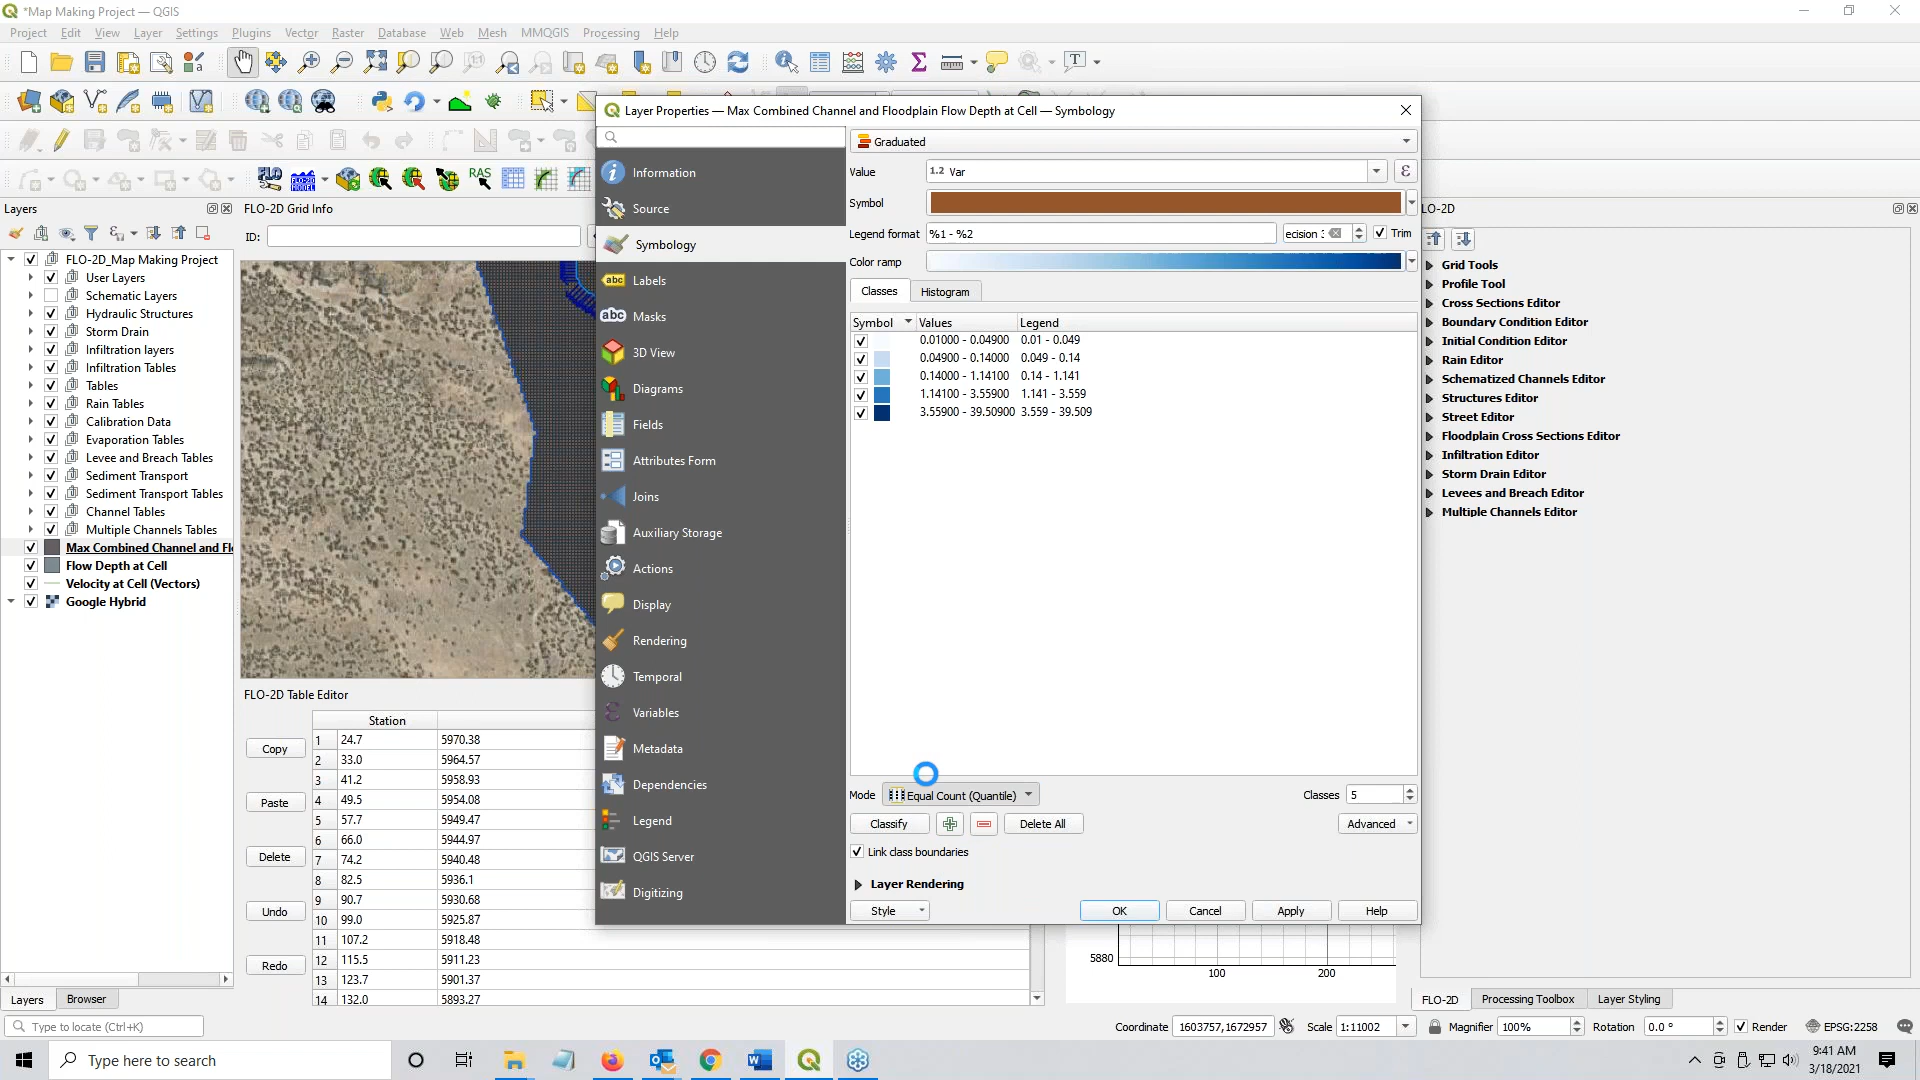 *Map Making Project — QGIS
Project Edit View Layer Settings Plugins Vector Raster Database Web Mesh MMQGIS Processing Help
Layers
FLO-2D_Map Making Project
User Layers
Schematic Layers
Hydraulic Structures
Storm Drain
Infiltration layers
Infiltration Tables
Tables
Rain Tables
Calibration Data
Evaporation Tables
Levee and Breach Tables
Sediment Transport
Sediment Transport Tables
Channel Tables
Multiple Channels Tables
Max Combined Channel and Fl
Flow Depth at Cell
Velocity at Cell (Vectors)
Google Hybrid
Layers Browser
Type to locate (Ctrl+K)
FLO-2D Grid Info
ID:
FLO-2D Table Editor
Copy
Paste
Delete
Undo
Redo
Station
1 24.7 5970.38
2 33.0 5964.57
3 41.2 5958.93
4 49.5 5954.08
5 57.7 5949.47
6 66.0 5944.97
7 74.2 5940.48
8 82.5 5936.1
9 90.7 5930.68
10 99.0 5925.87
11 107.2 5918.48
12 115.5 5911.23
13 123.7 5901.37
14 132.0 5893.27
Layer Properties — Max Combined Channel and Floodplain Flow Depth at Cell — Symbology
Information
Source
Symbology
Labels
Masks
3D View
Diagrams
Fields
Attributes Form
Joins
Auxiliary Storage
Actions
Display
Rendering
Temporal
Variables
Metadata
Dependencies
Legend
QGIS Server
Digitizing
Graduated
Value 1.2 Var
Symbol
Legend format %1 - %2 ecision 3 Trim
Color ramp
Classes Histogram
Symbol Values Legend
0.01000 - 0.04900 0.01 - 0.049
0.04900 - 0.14000 0.049 - 0.14
0.14000 - 1.14100 0.14 - 1.141
1.14100 - 3.55900 1.141 - 3.559
3.55900 - 39.50900 3.559 - 39.509
Mode Equal Count (Quantile) Classes 5
Classify Delete All Advanced
Link class boundaries
Layer Rendering
Style OK Cancel Apply Help
5880
100 200
LO-2D
Grid Tools
Profile Tool
Cross Sections Editor
Boundary Condition Editor
Initial Condition Editor
Rain Editor
Schematized Channels Editor
Structures Editor
Street Editor
Floodplain Cross Sections Editor
Infiltration Editor
Storm Drain Editor
Levees and Breach Editor
Multiple Channels Editor
FLO-2D Processing Toolbox Layer Styling
Coordinate 1603757,1672957 Scale 1:11002 Magnifier 100% Rotation 0.0 ° Render EPSG:2258
Type here to search
9:41 AM
3/18/2021